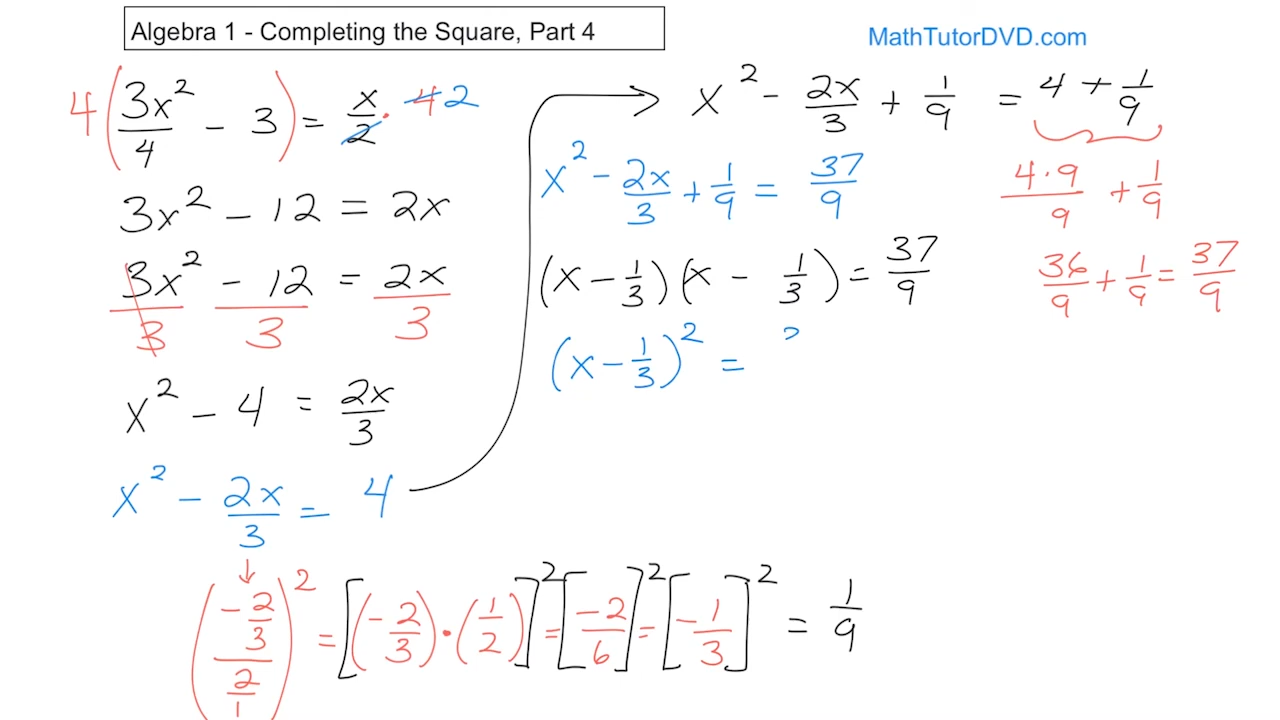 Algebra 1 - Completing the Square, Part 4
MathTutorDVD.com
4(3x²/4 - 3) = x/2 · 4 2
3x² - 12 = 2x
3x²/3 - 12/3 = 2x/3
x² - 4 = 2x/3
x² - 2x/3 = 4
(-2/3 / 2/1)² = [(-2/3)·(1/2)]² = [-2/6]² = [-1/3]² = 1/9
x² - 2x/3 + 1/9 = 4 + 1/9
x² - 2x/3 + 1/9 = 37/9
(x - 1/3)(x - 1/3) = 37/9
(x - 1/3)² =
4·9/9 + 1/9
36/9 + 1/9 = 37/9